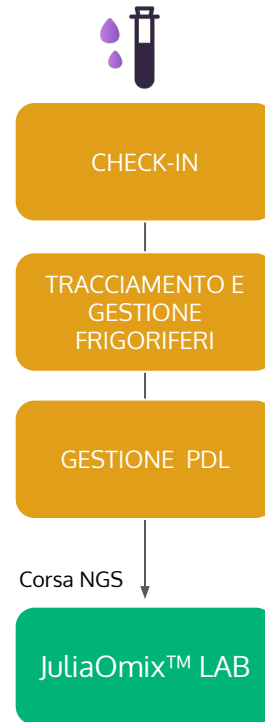 CHECK-IN
TRACCIAMENTO E
GESTIONE
FRIGORIFERI
GESTIONE PDL
Corsa NGS
JuliaOmix™ LAB